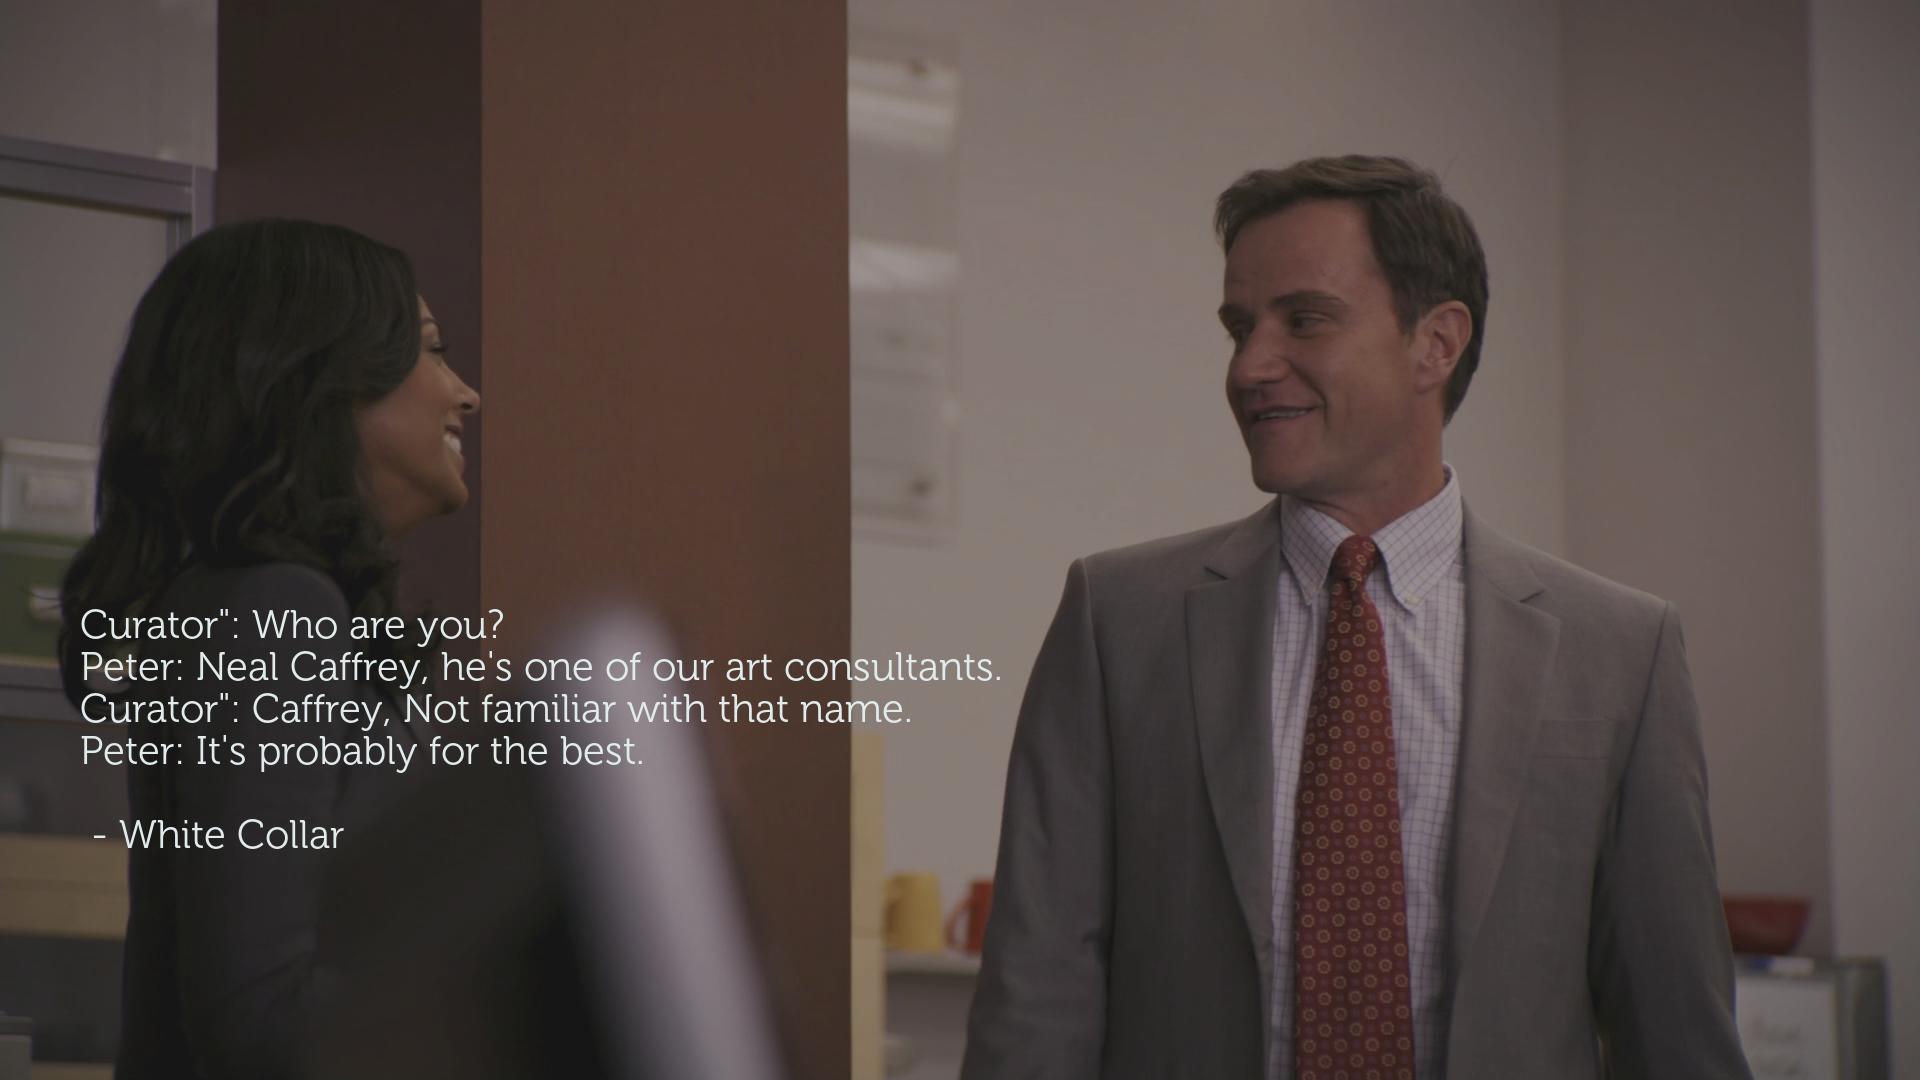 Curator": Who are you?
Peter: Neal Caffrey, he's one of our art consultants.
Curator": Caffrey, Not familiar with that name.
Peter: It's probably for the best.
- White Collar